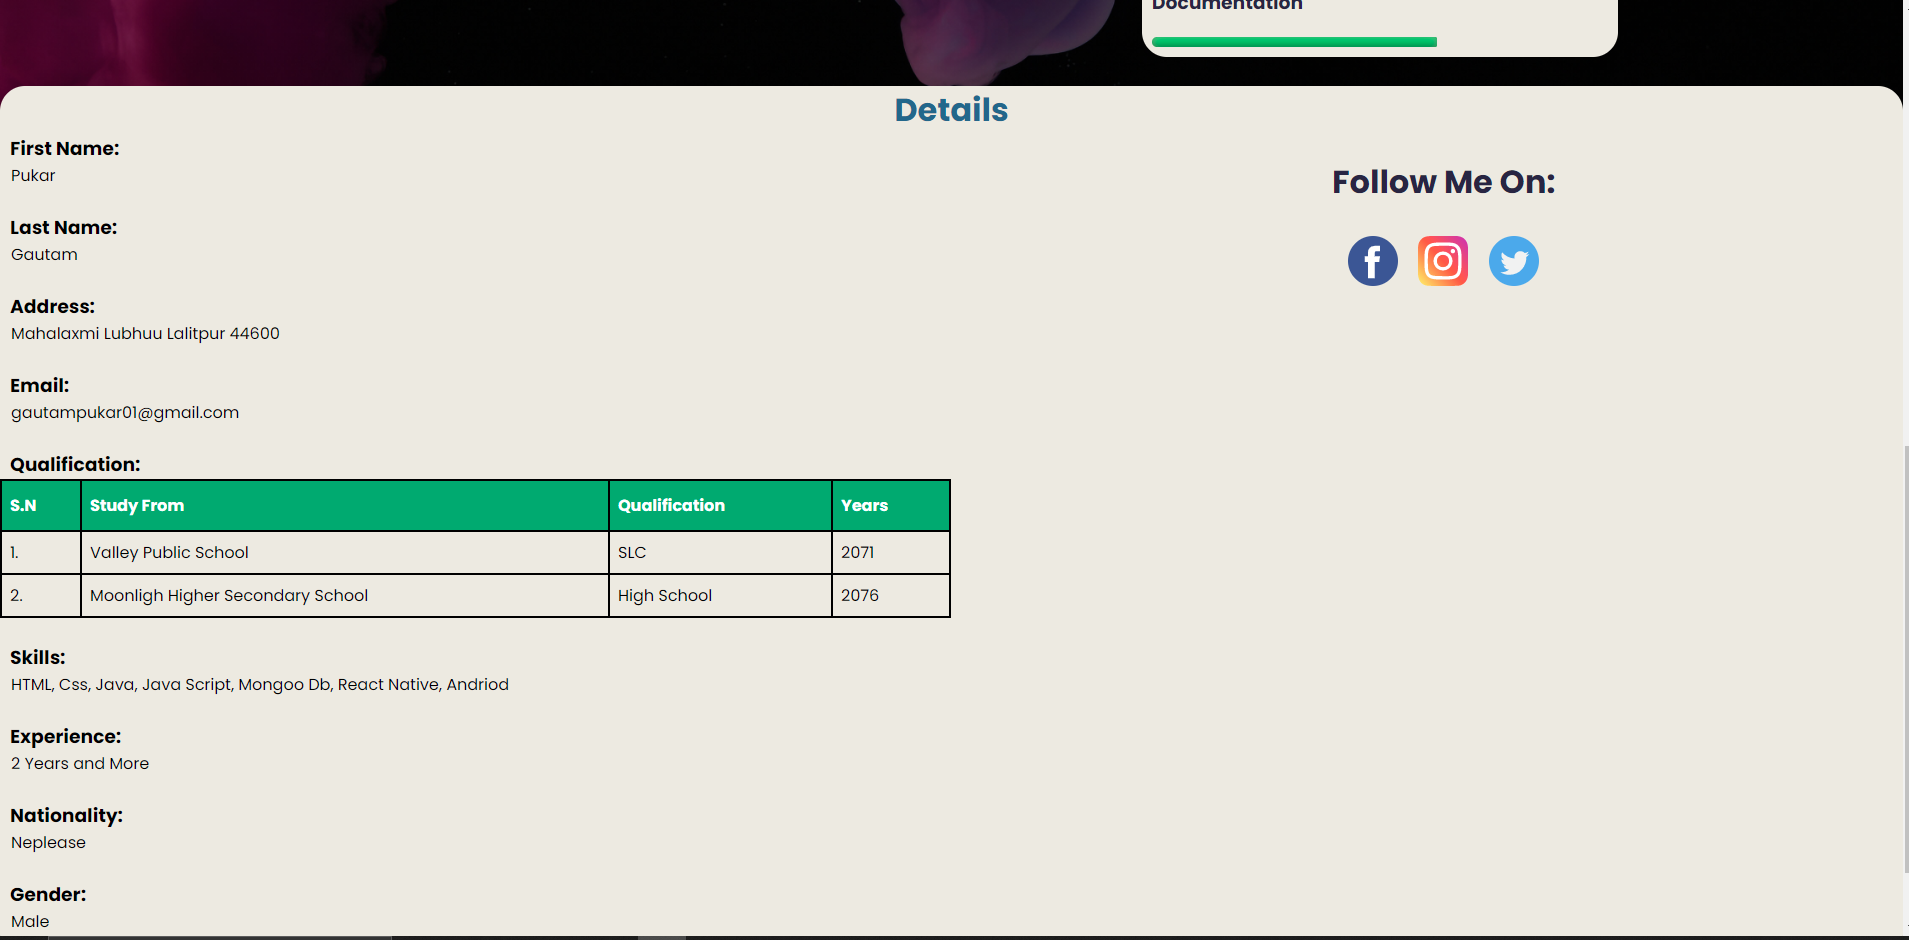 Documentation
Details
First Name:
Pukar
Follow Me On:
Last Name:
Gautam
Address:
Mahalaxmi Lubhuu Lalitpur 44600
Email:
gautampukar01@gmail.com
Qualification:
S.N Study From Qualification Years
1. Valley Public School SLC 2071
2. Moonligh Higher Secondary School High School 2076
Skills:
HTML, Css, Java, Java Script, Mongoo Db, React Native, Andriod
Experience:
2 Years and More
Nationality:
Neplease
Gender:
Male